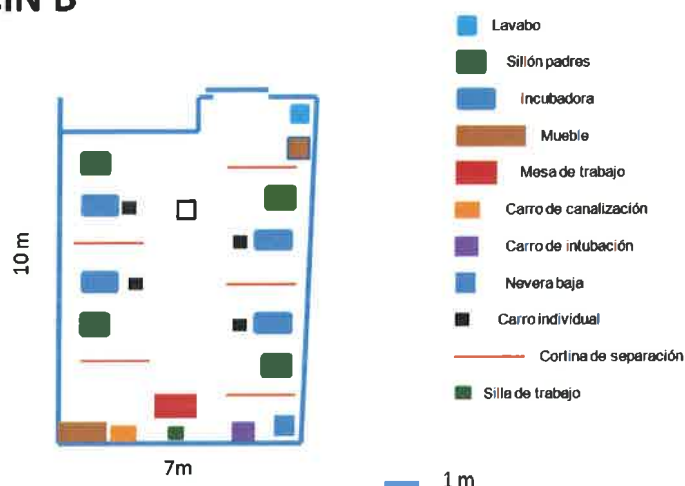 B
Lavabo
Sillón padres
Incubadora
Mueble
Mesa de trabajo
Carro de canalización
Carro de intubación
Nevera baja
Carro individual
Cortina de separación
Silla de trabajo
10 m
7m
1 m